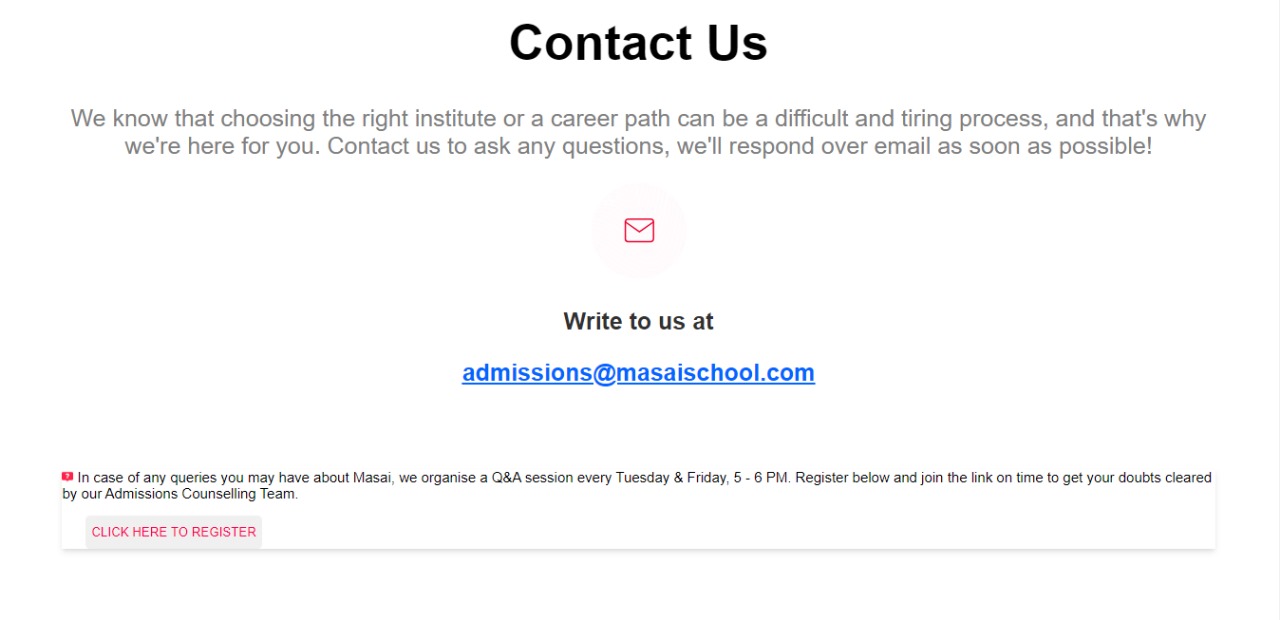 Contact Us
We know that choosing the right institute or a career path can be a difficult and tiring process, and that's why
we're here for you. Contact us to ask any questions, we'll respond over email as soon as possible!
Write to us at
admissions@masaischool.com
In case of any queries you may have about Masai, we organise a Q&A session every Tuesday & Friday, 5 - 6 PM. Register below and join the link on time to get your doubts cleared
by our Admissions Counselling Team.
CLICK HERE TO REGISTER